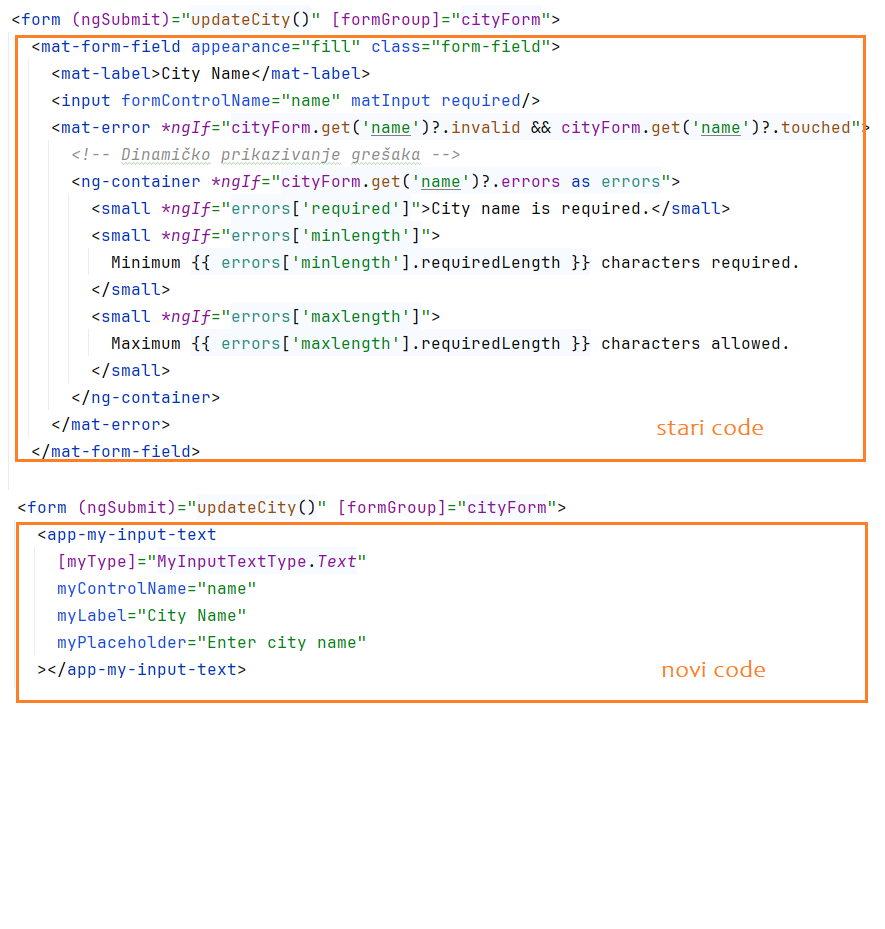 <form (ngSubmit)="updateCity()" [formGroup]="cityForm">
<mat-form-field appearance="fill" class="form-field">
<mat-label>City Name</mat-label>
<input formControlName="name" matInput required/>
<mat-error *ngIf="cityForm.get('name')?.invalid && cityForm.get('name')?.touched">
<!-- Dinamičko prikazivanje grešaka -->
<ng-container *ngIf="cityForm.get('name')?.errors as errors">
<small *ngIf="errors['required']">City name is required.</small>
<small *ngIf="errors['minlength']">
Minimum {{ errors['minlength'].requiredLength }} characters required.
</small>
<small *ngIf="errors['maxlength']">
Maximum {{ errors['maxlength'].requiredLength }} characters allowed.
</small>
</ng-container>
</mat-error>
stari code
</mat-form-field>
<form (ngSubmit)="updateCity()" [formGroup]="cityForm">
<app-my-input-text
[myType]="MyInputTextType.Text"
myControlName="name"
myLabel="City Name"
myPlaceholder="Enter city name"
></app-my-input-text>
novi code